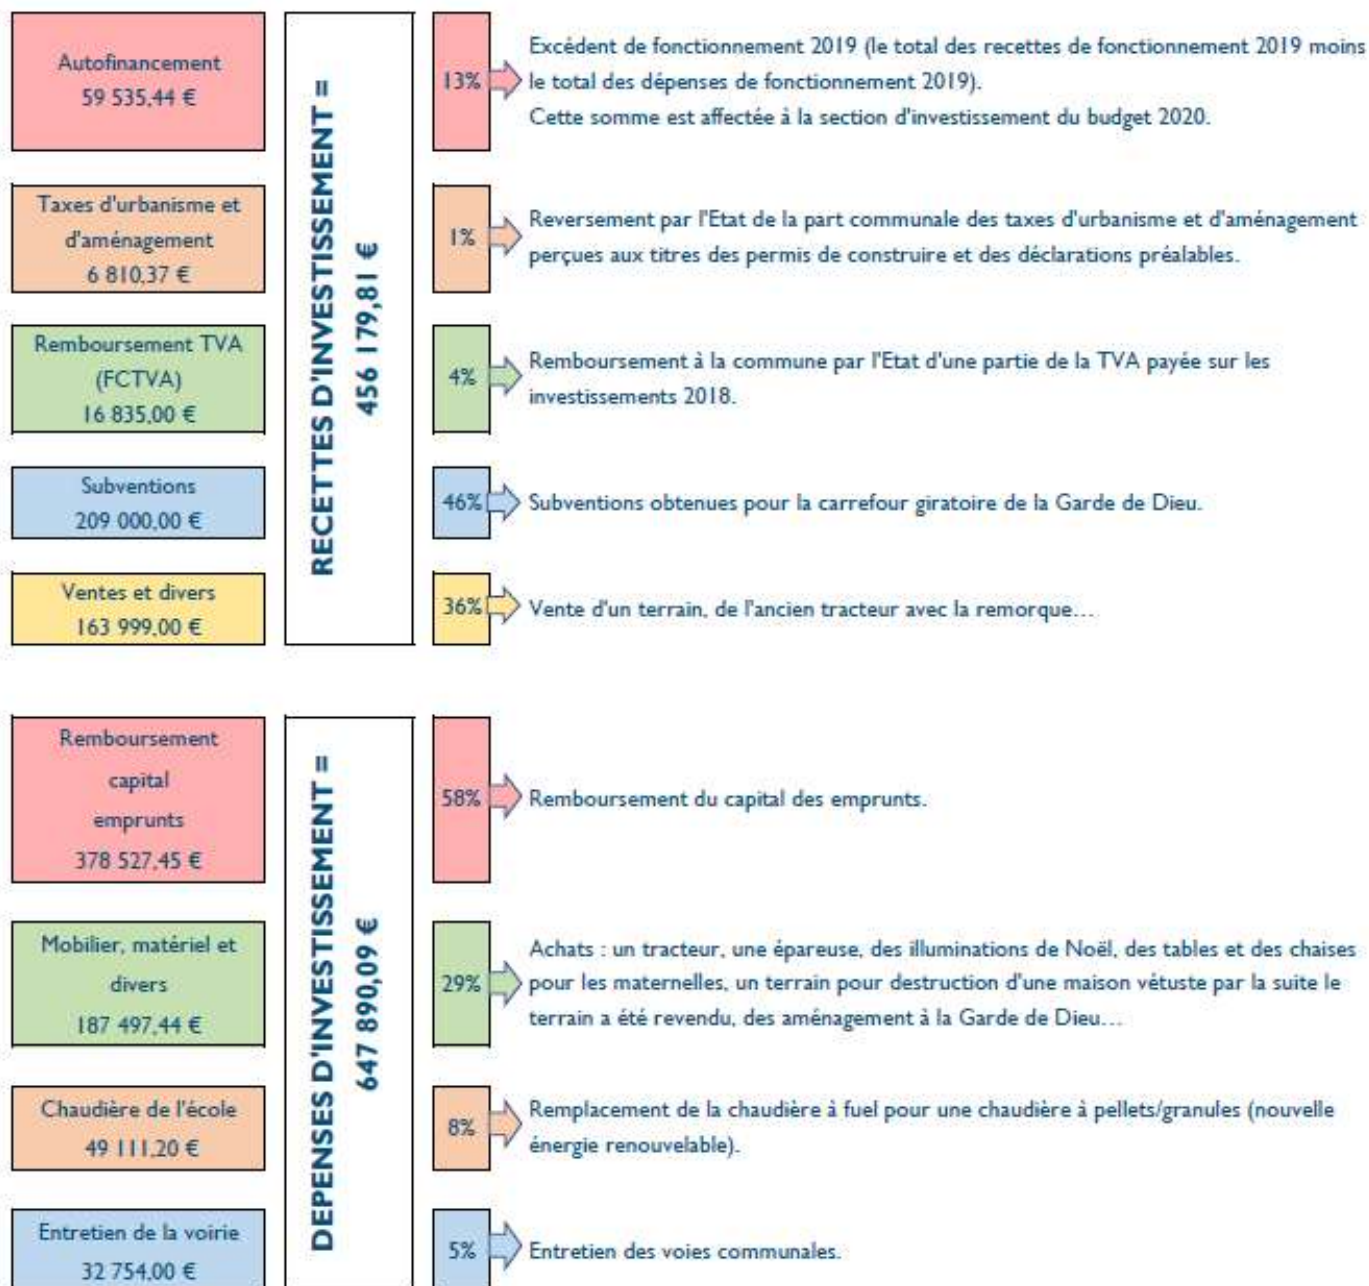 Autofinancement
59 535,44 €
RECETTES D'INVESTISSEMENT =
456 179,81 €
13%
Excédent de fonctionnement 2019 (le total des recettes de fonctionnement 2019 moins
le total des dépenses de fonctionnement 2019).
Cette somme est affectée à la section d'investissement du budget 2020.
Taxes d'urbanisme et
d'aménagement
6 810,37 €
1%
Reversement par l'Etat de la part communale des taxes d'urbanisme et d'aménagement
perçues aux titres des permis de construire et des déclarations préalables.
Remboursement TVA
(FCTVA)
16 835,00 €
4%
Remboursement à la commune par l'Etat d'une partie de la TVA payée sur les
investissements 2018.
Subventions
209 000,00 €
46%
Subventions obtenues pour la carrefour giratoire de la Garde de Dieu.
Ventes et divers
163 999,00 €
36%
Vente d'un terrain, de l'ancien tracteur avec la remorque…
Remboursement
capital
emprunts
378 527,45 €
DEPENSES D'INVESTISSEMENT =
647 890,09 €
58%
Remboursement du capital des emprunts.
Mobilier, matériel et
divers
187 497,44 €
29%
Achats : un tracteur, une épareuse, des illuminations de Noël, des tables et des chaises
pour les maternelles, un terrain pour destruction d'une maison vétuste par la suite le
terrain a été revendu, des aménagement à la Garde de Dieu…
Chaudière de l'école
49 111,20 €
8%
Remplacement de la chaudière à fuel pour une chaudière à pellets/granules (nouvelle
énergie renouvelable).
Entretien de la voirie
32 754,00 €
5%
Entretien des voies communales.